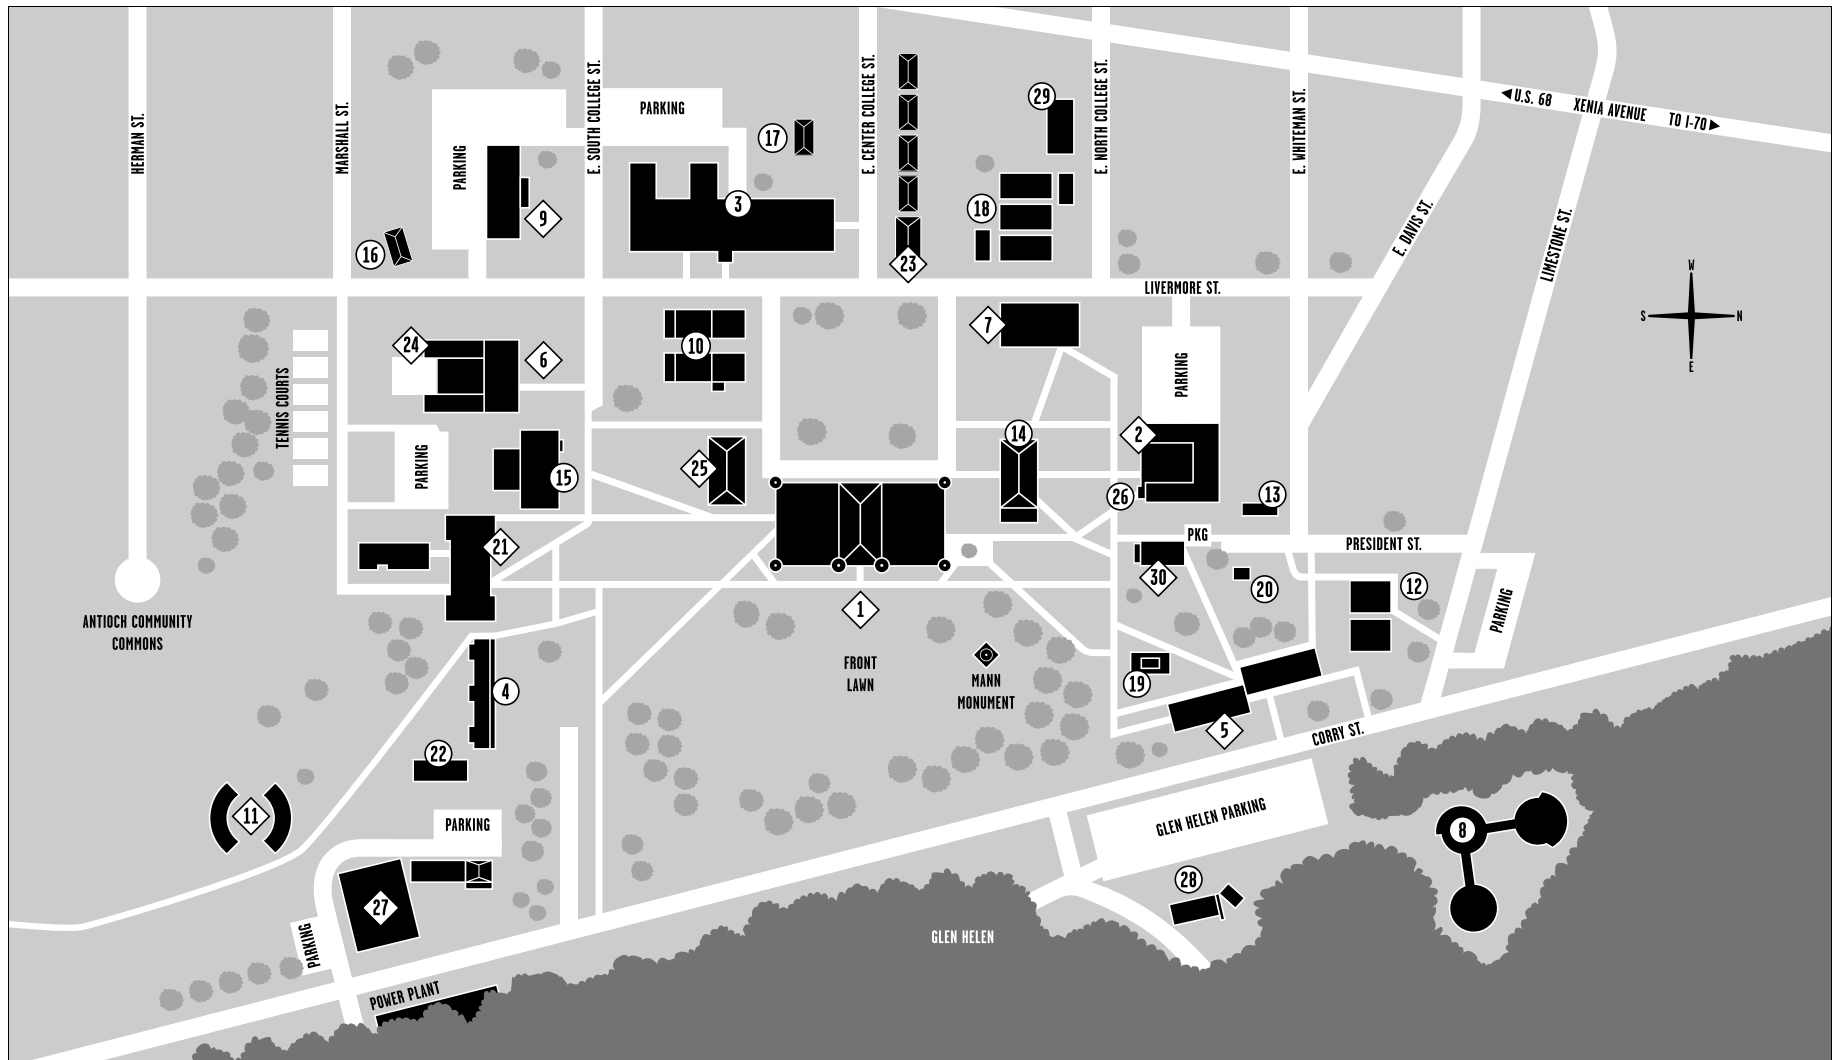 HERMAN ST.
MARSHALL ST.
E. SOUTH COLLEGE ST.
E. CENTER COLLEGE ST.
E. NORTH COLLEGE ST.
E. WHITEMAN ST.
U.S. 68 XENIA AVENUE TO I-70
PARKING
29
17
PARKING
3
18
9
E. DAVIS ST.
LIMESTONE ST.
16
23
W
LIVERMORE ST.
S N
E
7
24
10
6
PARKING
TENNIS COURTS
14
2
PARKING
25
15
26
13
PKG
21
PRESIDENT ST.
30
12
20
1
PARKING
ANTIOCH COMMUNITY
COMMONS
FRONT
LAWN
MANN
MONUMENT
19
4
5
CORRY ST.
22
11
PARKING
GLEN HELEN PARKING
8
28
27
GLEN HELEN
PARKING
POWER PLANT